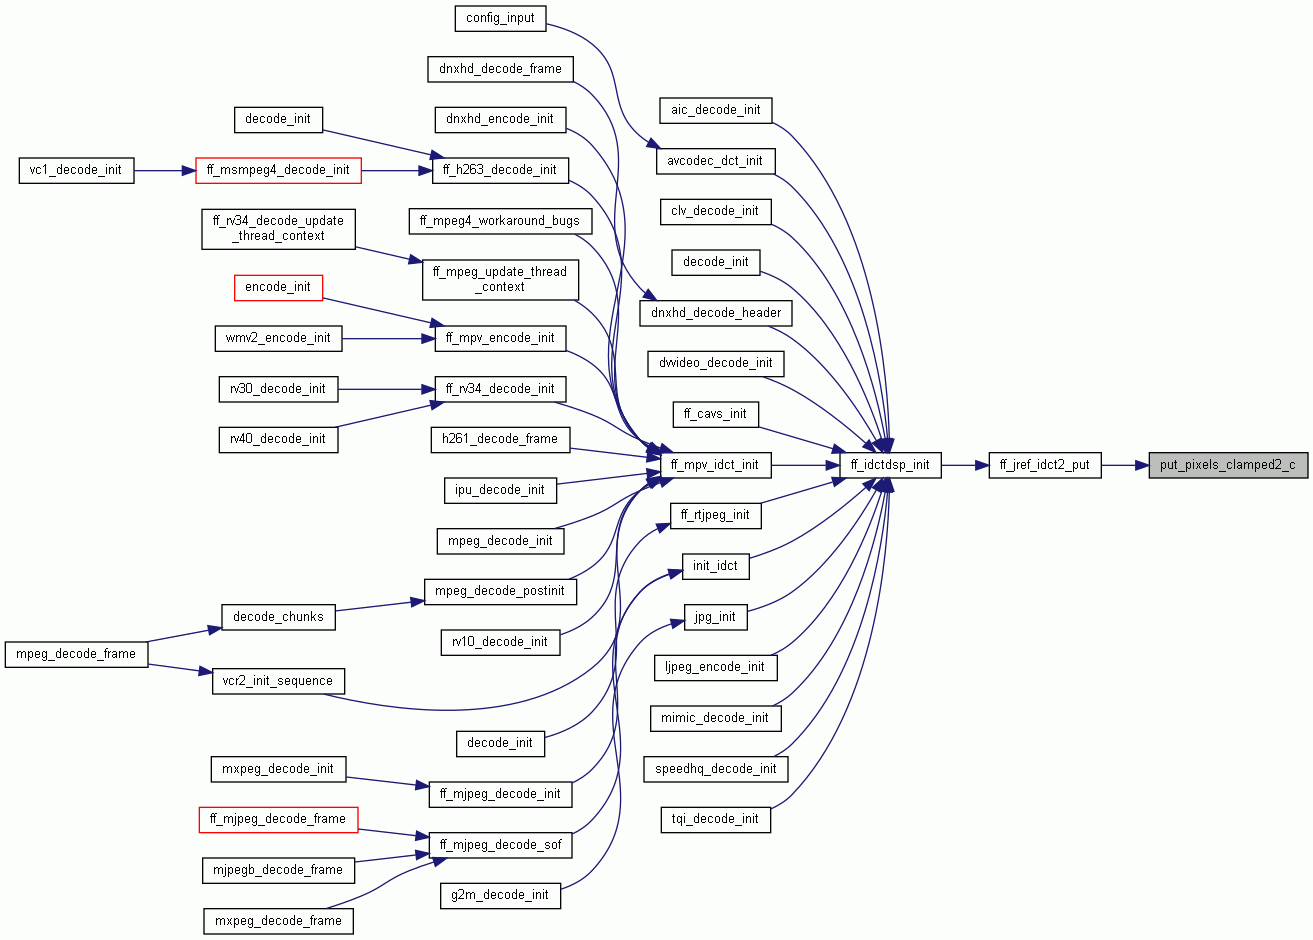 config_input
dnxhd_decode_frame
aic_decode_init
decode_init
dnxhd_encode_init
avcodec_dct_init
vc1_decode_init
ff_msmpeg4_decode_init
ff_h263_decode_init
clv_decode_init
ff_rv34_decode_update
_thread_context
ff_mpeg4_workaround_bugs
decode_init
ff_mpeg_update_thread
_context
encode_init
dnxhd_decode_header
wmv2_encode_init
ff_mpv_encode_init
dvvideo_decode_init
rv30_decode_init
ff_rv34_decode_init
ff_cavs_init
rv40_decode_init
h261_decode_frame
ff_mpv_idct_init
ff_idctdsp_init
ff_jref_idct2_put
put_pixels_clamped2_c
ipu_decode_init
ff_rtjpeg_init
mpeg_decode_init
init_idct
mpeg_decode_postinit
decode_chunks
jpg_init
rv10_decode_init
mpeg_decode_frame
ljpeg_encode_init
vcr2_init_sequence
mimic_decode_init
decode_init
mxpeg_decode_init
speedhq_decode_init
ff_mjpeg_decode_init
ff_mjpeg_decode_frame
tqi_decode_init
ff_mjpeg_decode_sof
mjpegb_decode_frame
g2m_decode_init
mxpeg_decode_frame